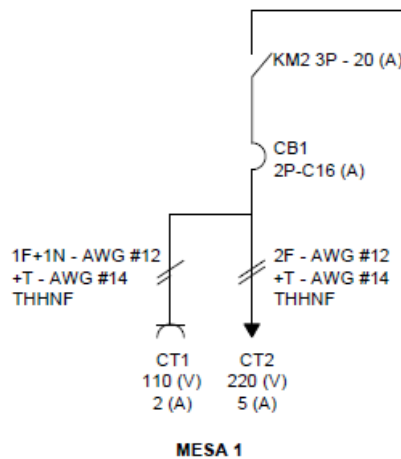 KM2 3P - 20 (A)
CB1
2P-C16 (A)
1F+1N - AWG #12
+T - AWG #14
THHNF
2F - AWG #12
+T - AWG #14
THHNF
CT1
110 (V)
2 (A)
CT2
220 (V)
5 (A)
MESA 1